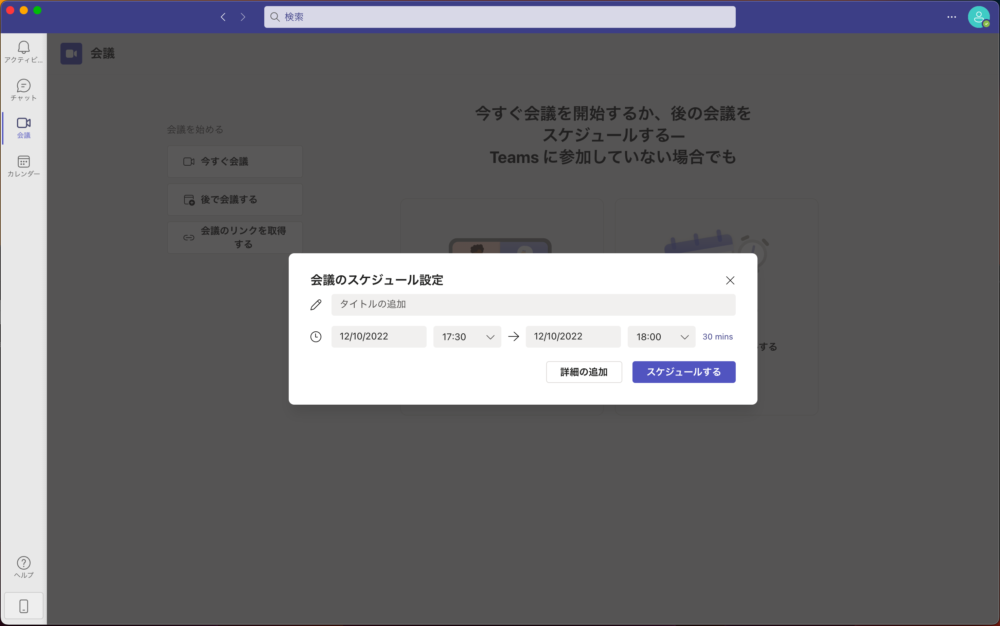 検索
アクティビ...
チャット
会議
カレンダー
ヘルプ
会議
会議を始める
今すぐ会議
後で会議する
会議のリンクを取得
する
今すぐ会議を開始するか、後の会議を
スケジュールするー
Teams に参加していない場合でも
会議のスケジュール設定
タイトルの追加
12/10/2022 17:30 12/10/2022 18:00 30 mins
する
詳細の追加 スケジュールする